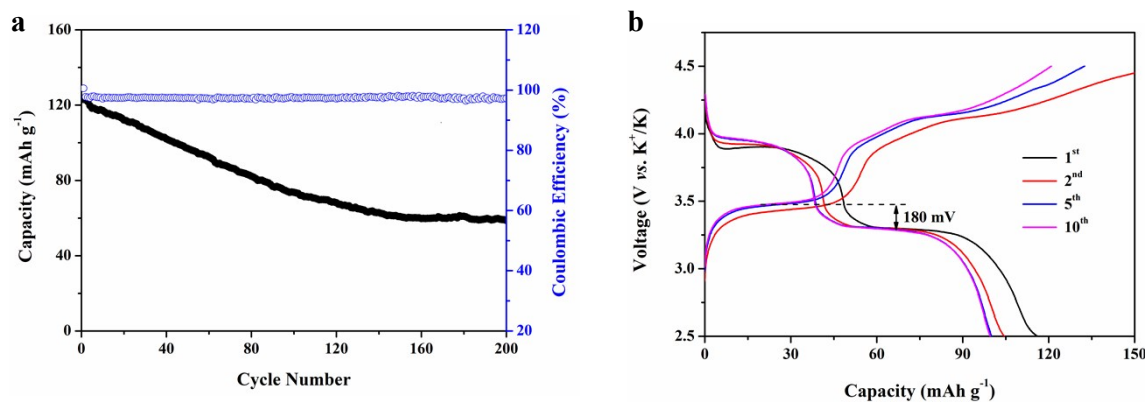 a
160
120
80
40
0
Capacity (mAh g⁻¹)
0 40 80 120 160 200
Cycle Number
120
100
80
60
40
20
Coulombic Efficiency (%)
b
4.5
4.0
3.5
3.0
2.5
Voltage (V vs. K⁺/K)
1ˢᵗ
2ⁿᵈ
5ᵗʰ
10ᵗʰ
180 mV
0 30 60 90 120 150
Capacity (mAh g⁻¹)